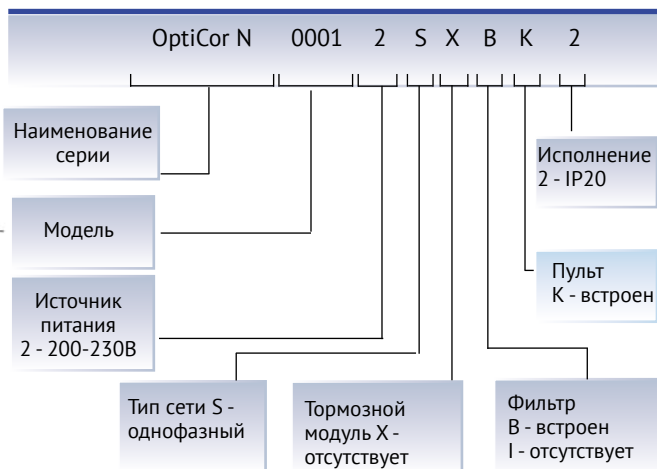 OptiCor N 0001 2 S X B K 2
Наименование
серии
Исполнение
2 - IP20
Модель
Пульт
К - встроен
Источник
питания
2 - 200-230В
Тип сети S -
однофазный
Тормозной
модуль X -
отсутствует
Фильтр
В - встроен
I - отсутствует